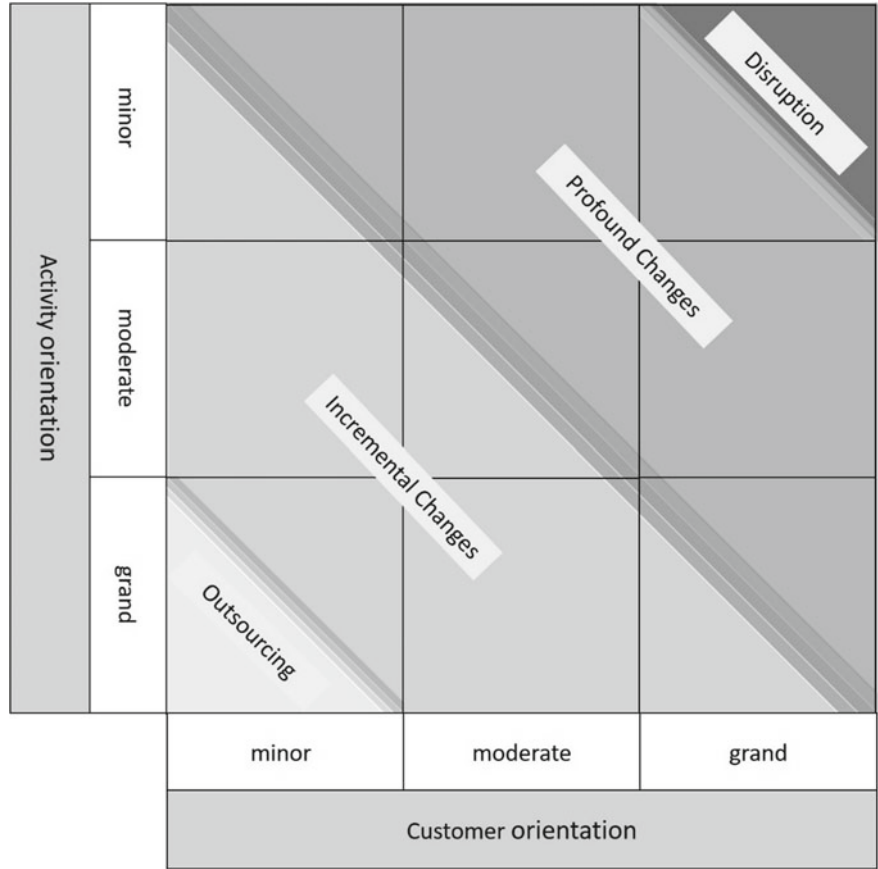 minor
Disruption
Profound Changes
Activity orientation
moderate
Incremental Changes
grand
Outsourcing
minor
moderate
grand
Customer orientation